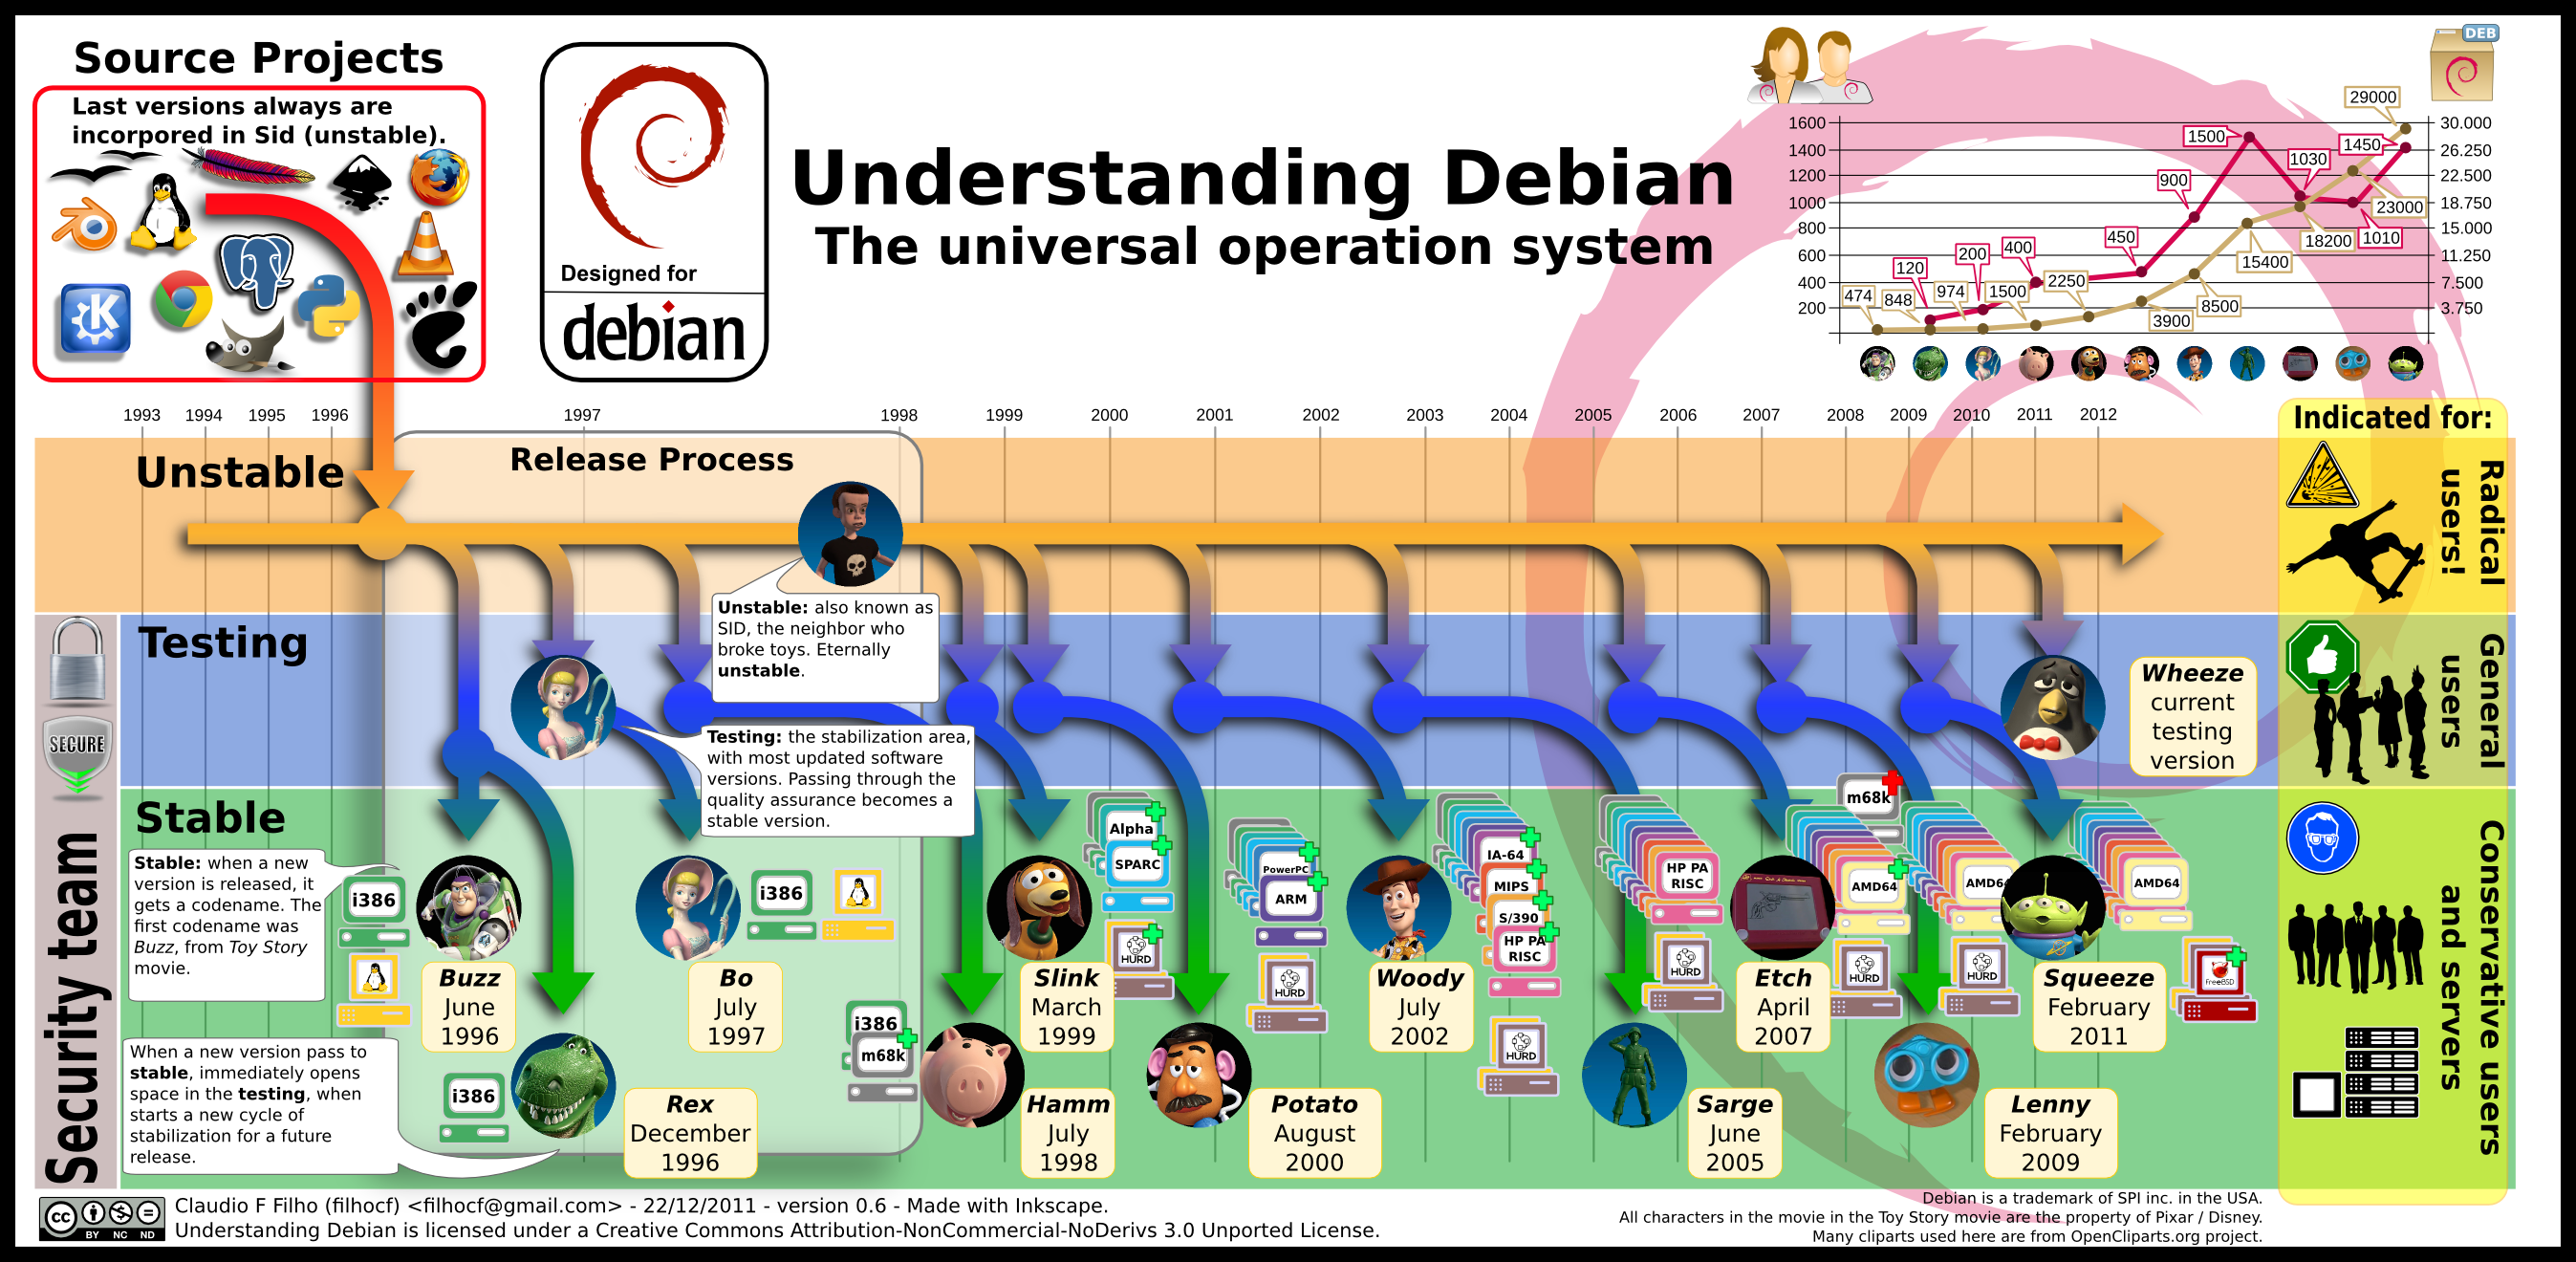 Source Projects
Last versions always are
incorpored in Sid (unstable).
Designed for
debian
Understanding Debian
The universal operation system
DEB
1600
1400
1200
1000
800
600
400
200
30.000
26.250
22.500
18.750
15.000
11.250
7.500
3.750
474
848
120
974
200
1500
400
2250
450
3900
900
8500
1500
15400
1030
18200
1010
23000
1450
29000
1993
1994
1995
1996
1997
1998
1999
2000
2001
2002
2003
2004
2005
2006
2007
2008
2009
2010
2011
2012
Indicated for:
Radical
users!
General
users
Conservative users
and servers
Unstable
Release Process
Unstable: also known as
SID, the neighbor who
broke toys. Eternally
unstable.
Testing
Testing: the stabilization area,
with most updated software
versions. Passing through the
quality assurance becomes a
stable version.
Wheeze
current
testing
version
SECURE
Security team
Stable
Stable: when a new
version is released, it
gets a codename. The
first codename was
Buzz, from Toy Story
movie.
When a new version pass to
stable, immediately opens
space in the testing, when
starts a new cycle of
stabilization for a future
release.
i386
Buzz
June
1996
i386
Rex
December
1996
Bo
July
1997
i386
i386
m68k
Hamm
July
1998
Slink
March
1999
Alpha
SPARC
HURD
Potato
August
2000
PowerPC
ARM
HURD
Woody
July
2002
IA-64
MIPS
S/390
HP PA
RISC
HURD
Sarge
June
2005
HP PA
RISC
HURD
Etch
April
2007
m68k
AMD64
HURD
Lenny
February
2009
AMD64
HURD
Squeeze
February
2011
AMD64
FreeBSD
cc
BY NC ND
Claudio F Filho (filhocf) <filhocf@gmail.com> - 22/12/2011 - version 0.6 - Made with Inkscape.
Understanding Debian is licensed under a Creative Commons Attribution-NonCommercial-NoDerivs 3.0 Unported License.
Debian is a trademark of SPI inc. in the USA.
All characters in the movie in the Toy Story movie are the property of Pixar / Disney.
Many cliparts used here are from OpenCliparts.org project.